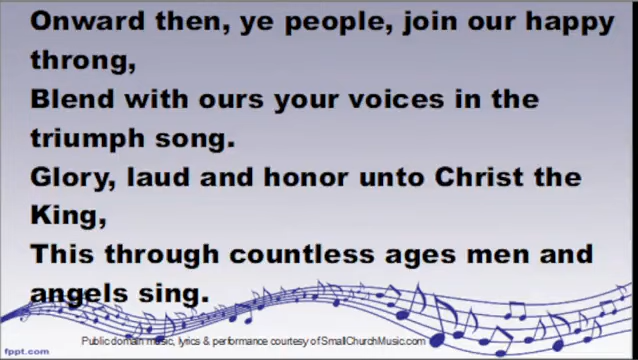 Onward then, ye people, join our happy
throng,
Blend with ours your voices in the
triumph song.
Glory, laud and honor unto Christ the
King,
This through countless ages men and
angels sing.
Public domain music, lyrics & performance courtesy of SmallChurchMusic.com
fppt.com